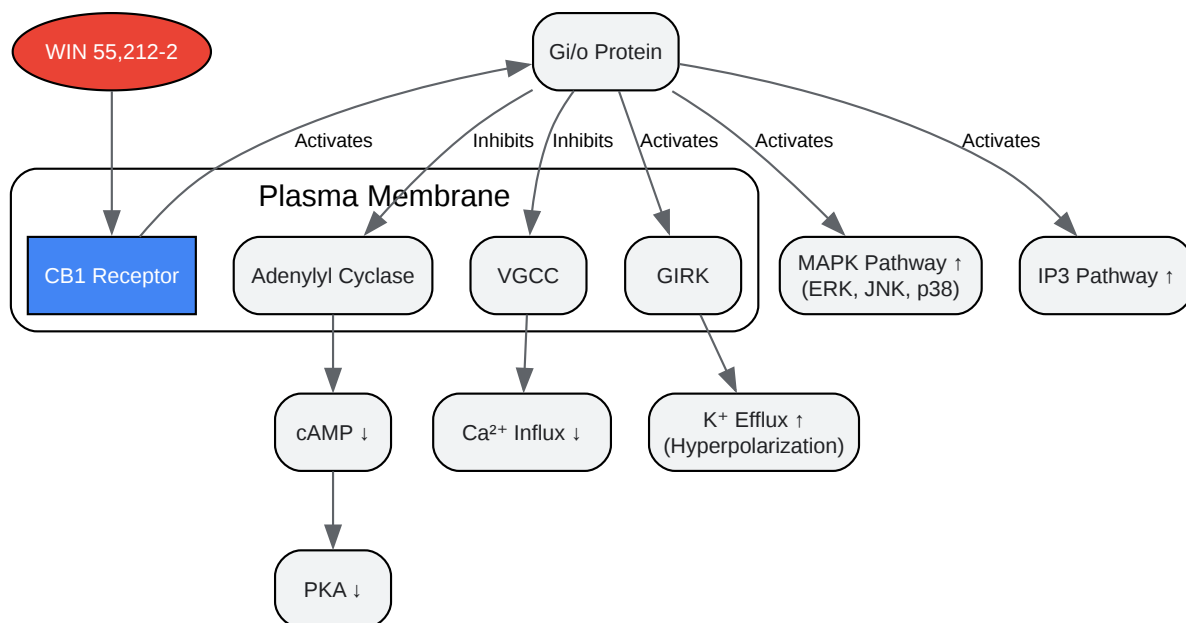 WIN 55,212-2
Gi/o Protein
Activates
Inhibits
Inhibits
Activates
Activates
Activates
Plasma Membrane
CB1 Receptor
Adenylyl Cyclase
VGCC
GIRK
MAPK Pathway ↑
(ERK, JNK, p38)
IP3 Pathway ↑
cAMP ↓
Ca²⁺ Influx ↓
K⁺ Efflux ↑
(Hyperpolarization)
PKA ↓